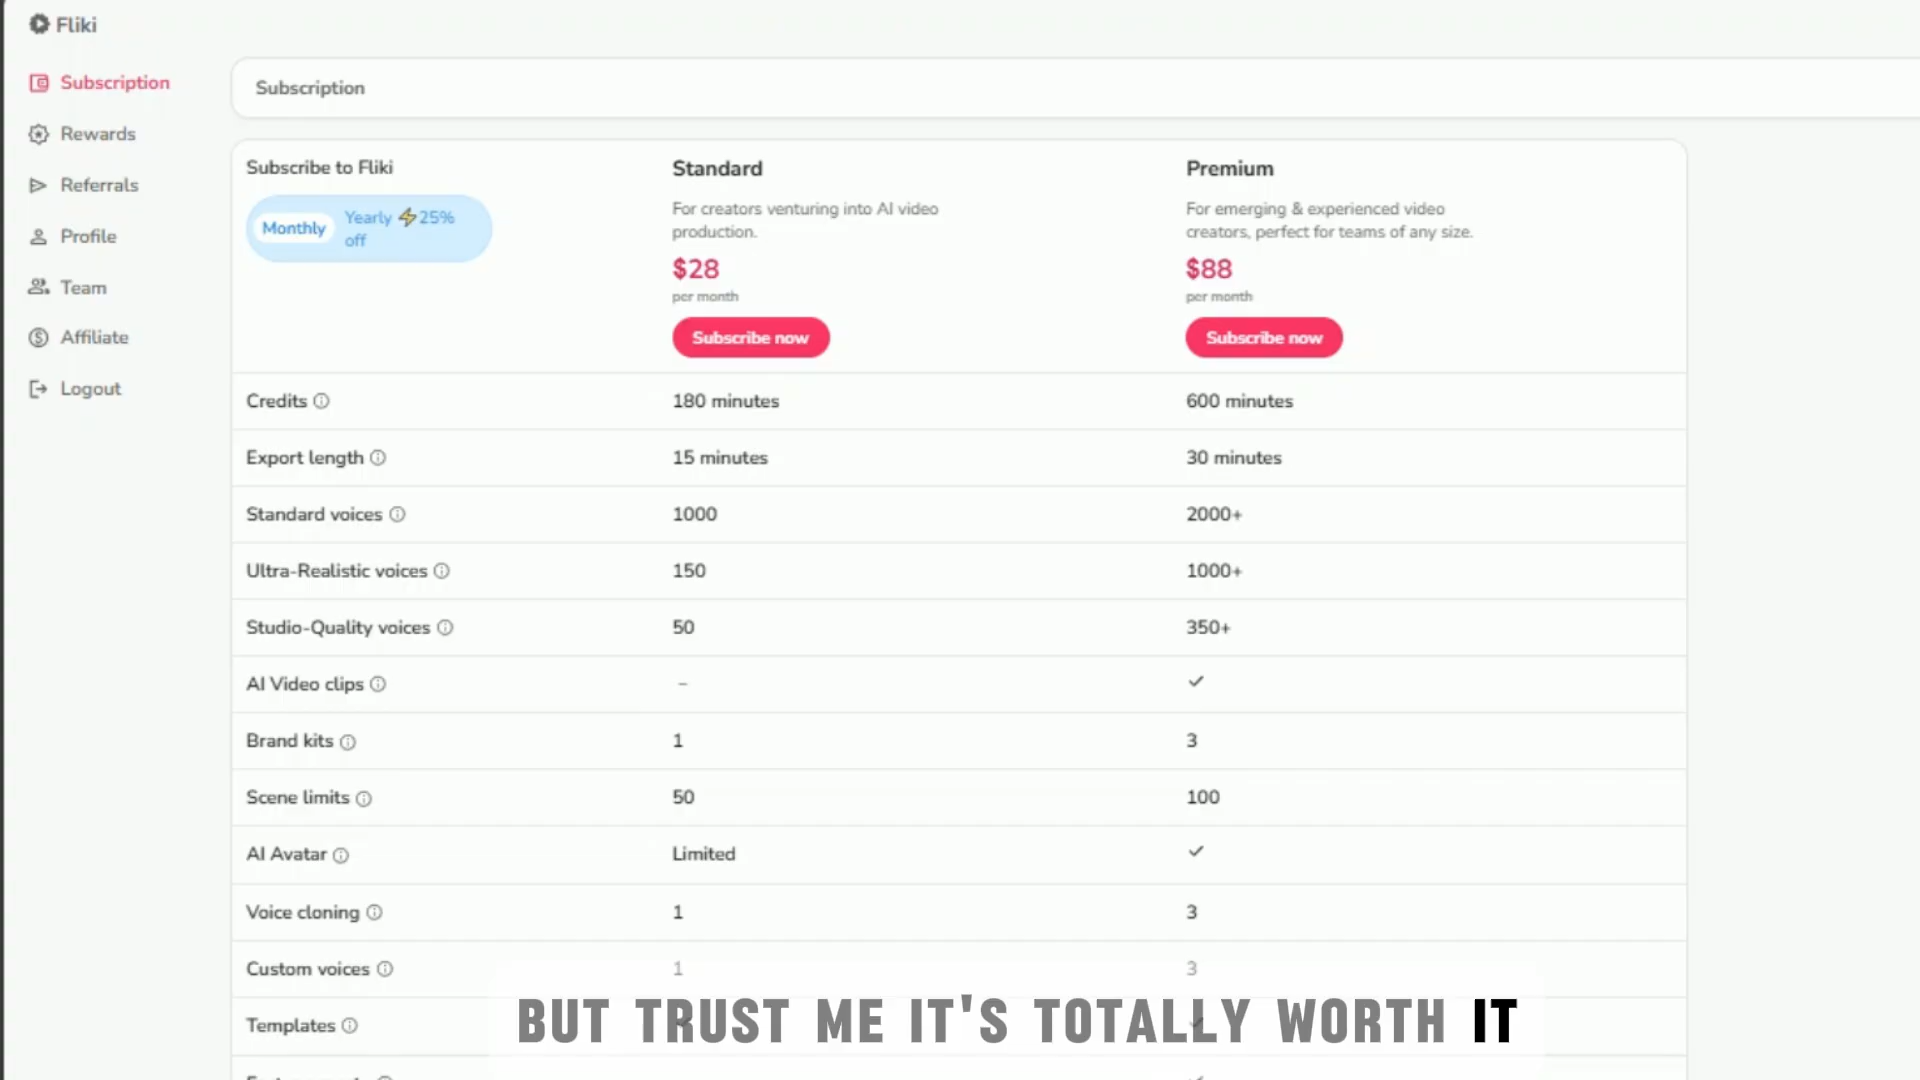 Fliki
Subscription
Rewards
Referrals
Profile
Team
Affiliate
Logout
Subscription
Subscribe to Fliki
Monthly
Yearly ⚡25%
off
Standard
For creators venturing into AI video
production.
$28
per month
Subscribe now
Premium
For emerging & experienced video
creators, perfect for teams of any size.
$88
per month
Subscribe now
Credits 180 minutes 600 minutes
Export length 15 minutes 30 minutes
Standard voices 1000 2000+
Ultra-Realistic voices 150 1000+
Studio-Quality voices 50 350+
AI Video clips – ✓
Brand kits 1 3
Scene limits 50 100
AI Avatar Limited ✓
Voice cloning 1 3
Custom voices 1 3
Templates
BUT TRUST ME IT'S TOTALLY WORTH IT